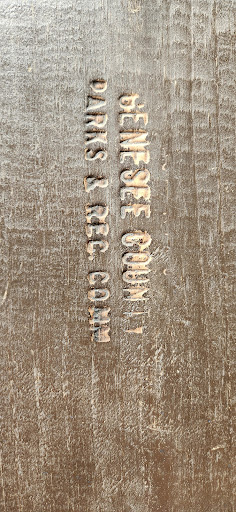 GENESEE COUNTY
PARKS & REC. COMM